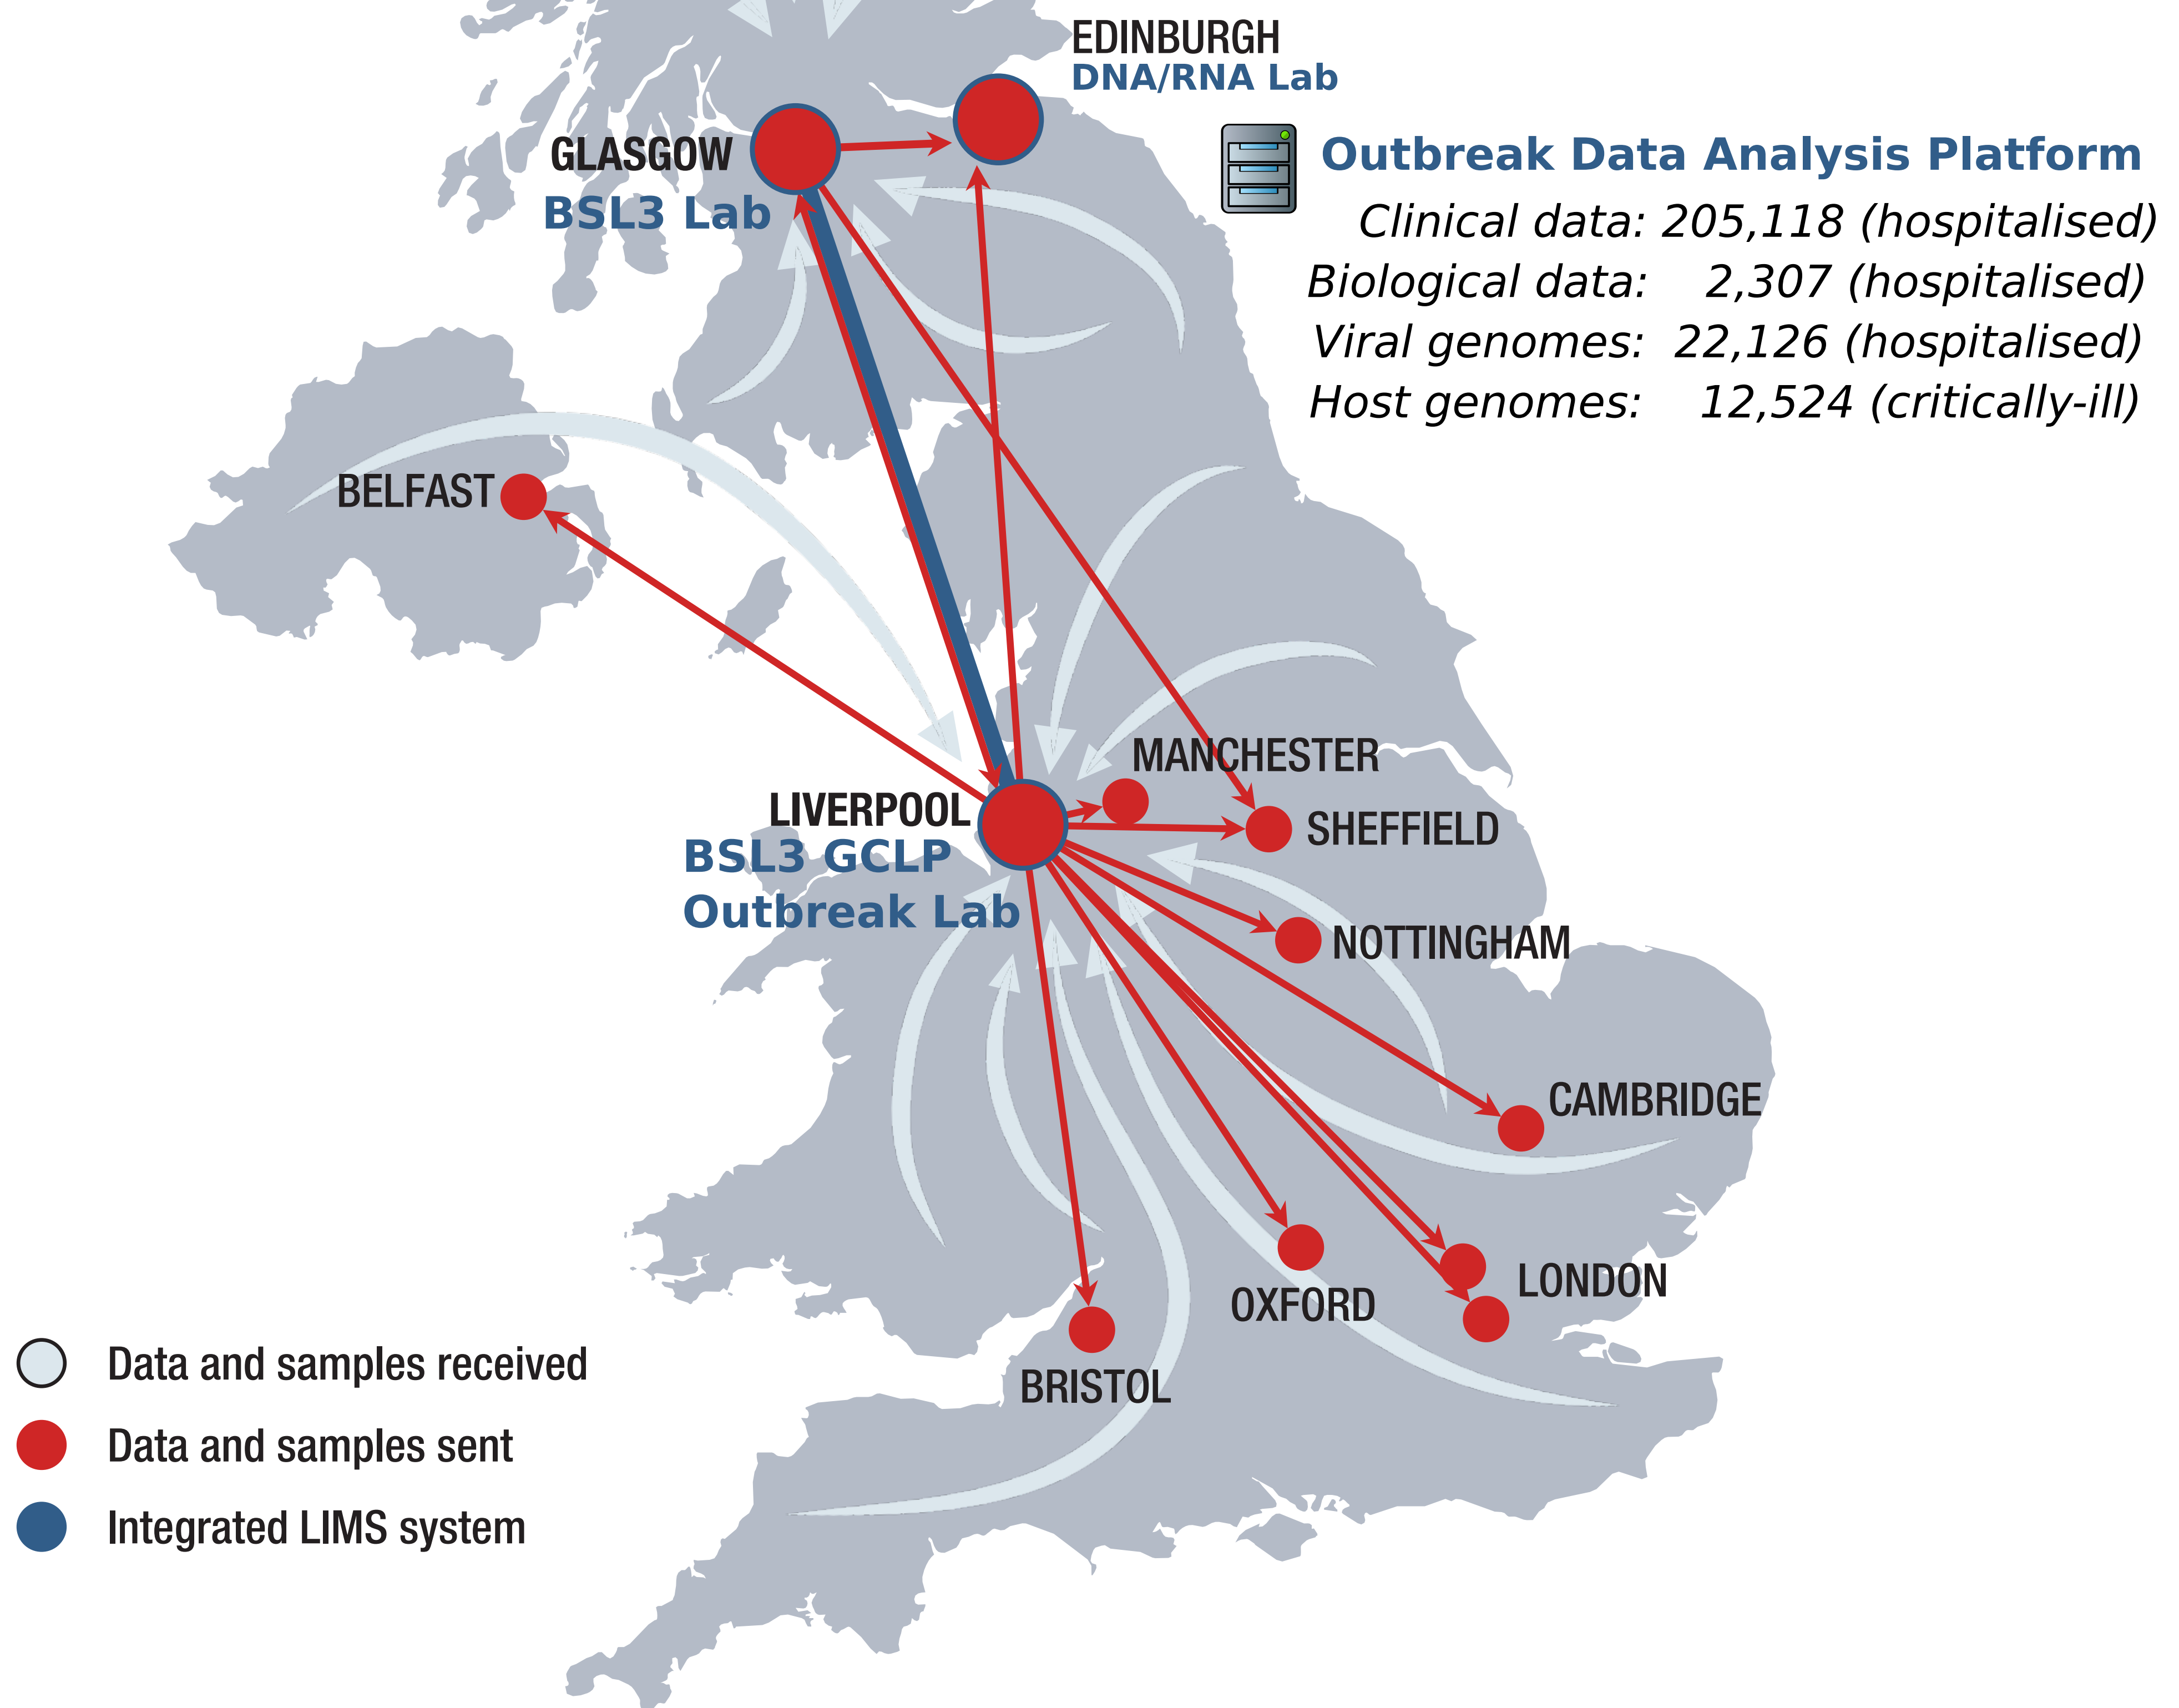 EDINBURGH
DNA/RNA Lab
GLASGOW
BSL3 Lab
Outbreak Data Analysis Platform
Clinical data: 205,118 (hospitalised)
Biological data: 2,307 (hospitalised)
Viral genomes: 22,126 (hospitalised)
Host genomes: 12,524 (critically-ill)
BELFAST
MANCHESTER
LIVERPOOL
BSL3 GCLP
Outbreak Lab
SHEFFIELD
NOTTINGHAM
CAMBRIDGE
LONDON
OXFORD
BRISTOL
Data and samples received
Data and samples sent
Integrated LIMS system